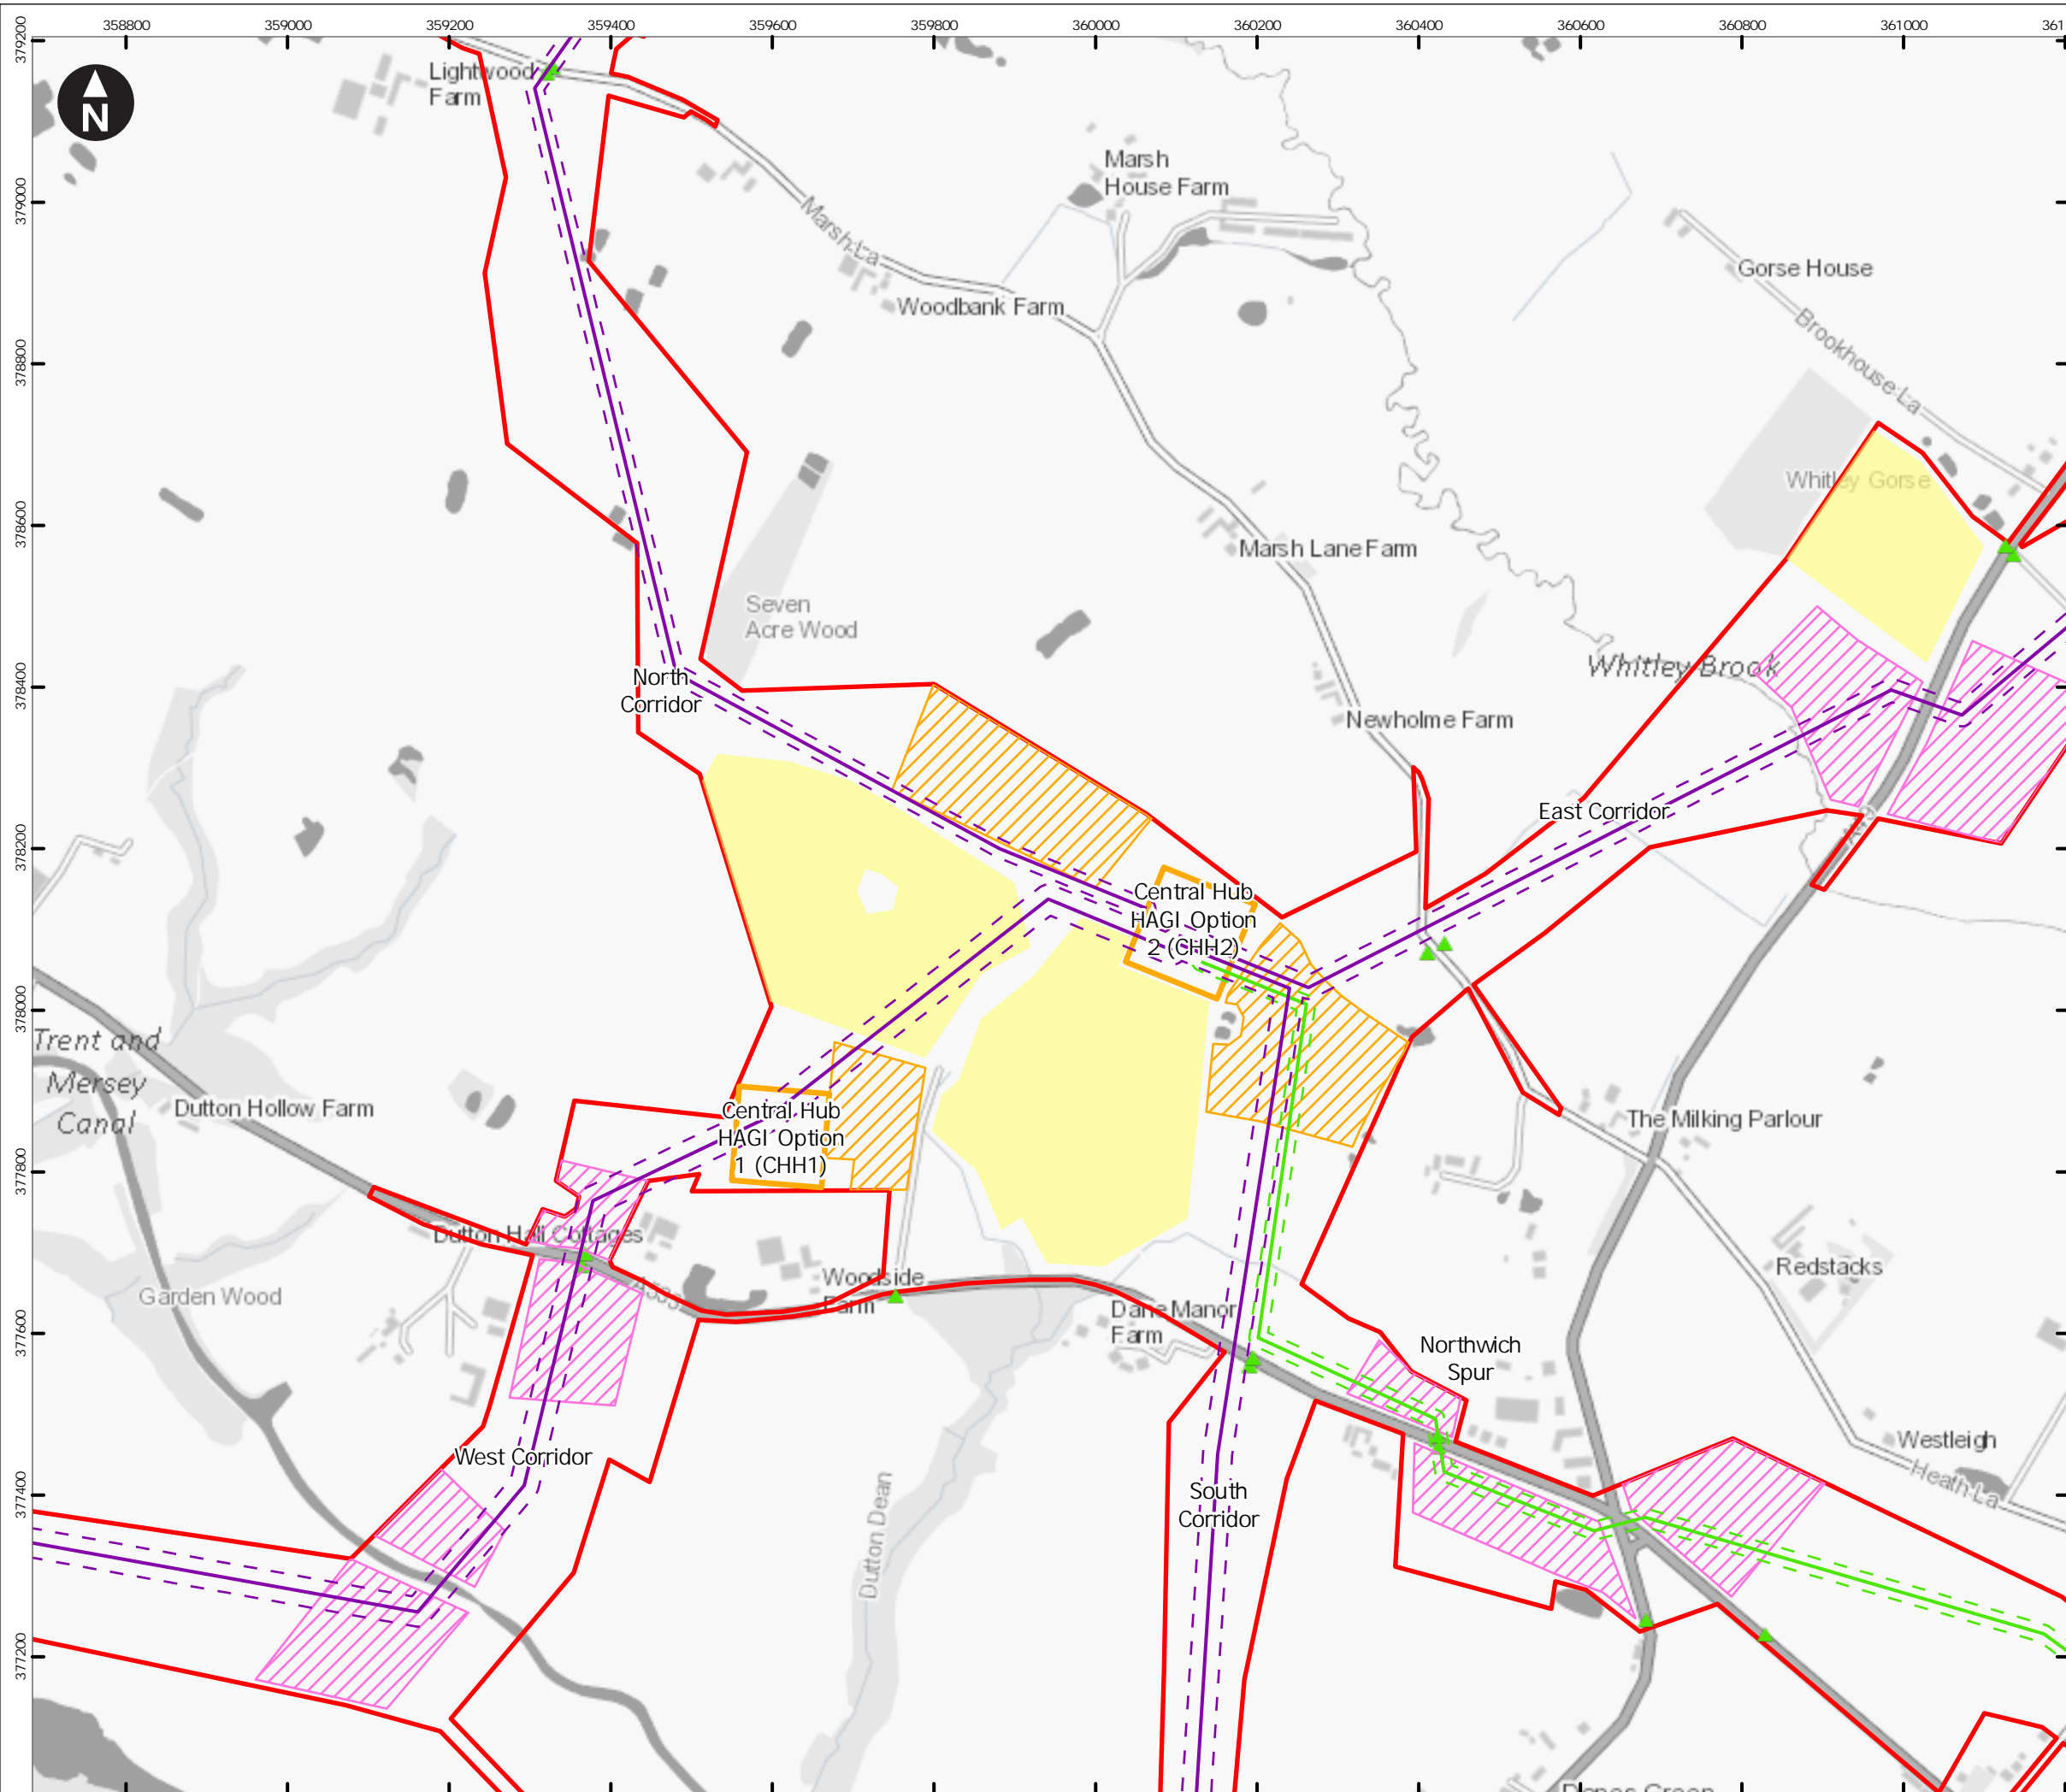 358800
359000
359200
359400
359600
359800
360000
360200
360400
360600
360800
361000
361
379200
379000
378800
378600
378400
378200
378000
377800
377600
377400
377200
N
Lightwood
Farm
Marsh
House Farm
Marsh La
Woodbank Farm
Gorse House
Brookhouse La
Whitley Gorse
Marsh Lane Farm
Seven
Acre Wood
Whitley Brook
North
Corridor
Newholme Farm
East Corridor
Central Hub
HAGI Option
2 (CHH2)
Trent and
Mersey
Canal
Dutton Hollow Farm
Central Hub
HAGI Option
1 (CHH1)
The Milking Parlour
Dutton Hall Cottages
Garden Wood
Woodside
Farm
Redstacks
Dane Manor
Farm
Northwich
Spur
West Corridor
Westleigh
Heath La
South
Corridor
Dutton Dean